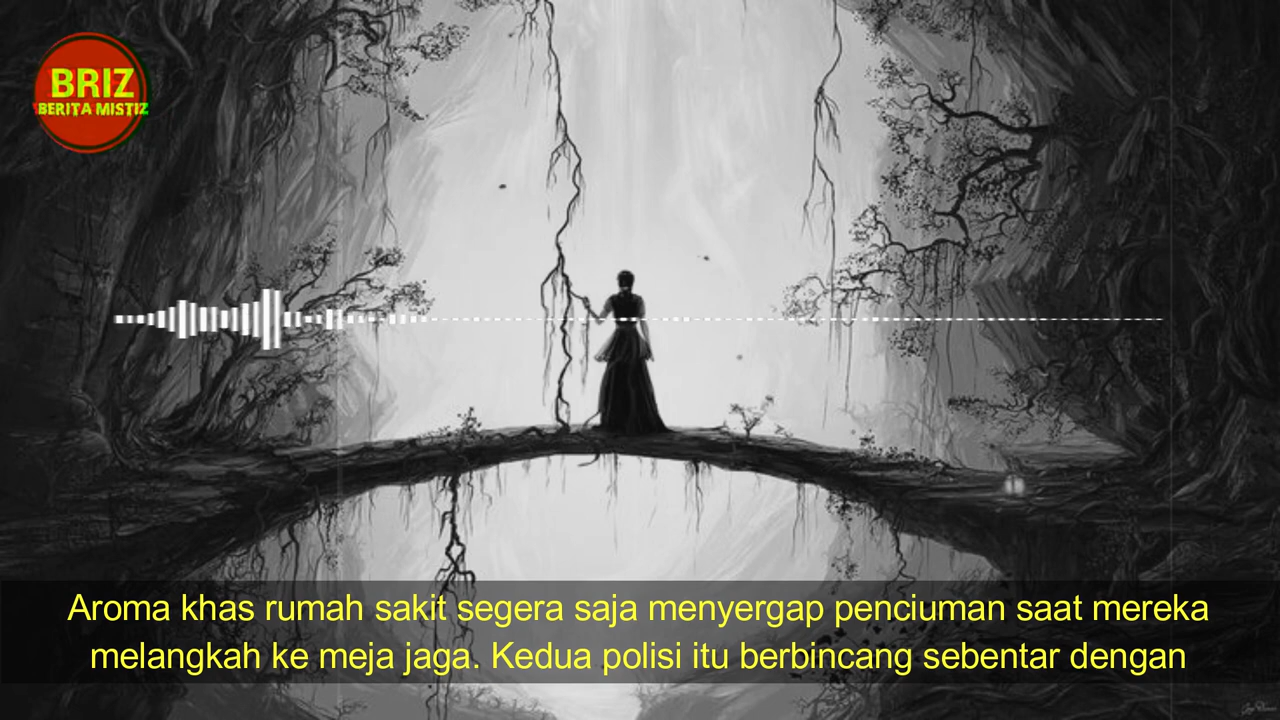 BRIZ
BERITA MISTIZ
Aroma khas rumah sakit segera saja menyergap penciuman saat mereka
melangkah ke meja jaga. Kedua polisi itu berbincang sebentar dengan